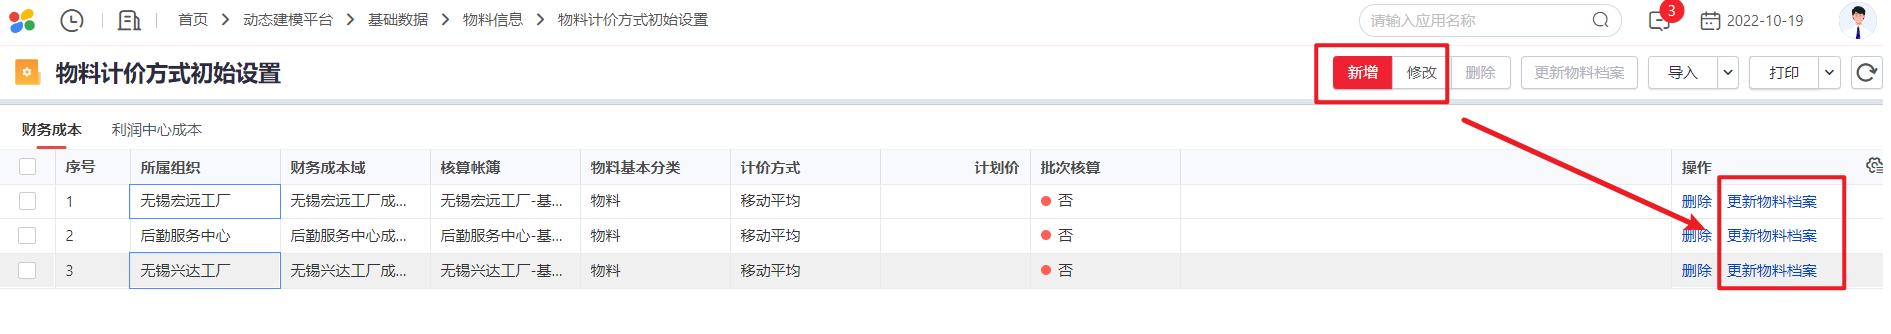 首页 > 动态建模平台 > 基础数据 > 物料信息 > 物料计价方式初始设置 请输入应用名称 3 2022-10-19
物料计价方式初始设置 新增 修改 删除 更新物料档案 导入 打印
财务成本 利润中心成本
序号 所属组织 财务成本域 核算帐簿 物料基本分类 计价方式 计划价 批次核算 操作
1 无锡宏远工厂 无锡宏远工厂成... 无锡宏远工厂-基... 物料 移动平均 否 删除 更新物料档案
2 后勤服务中心 后勤服务中心成... 后勤服务中心-基... 物料 移动平均 否 删除 更新物料档案
3 无锡兴达工厂 无锡兴达工厂成... 无锡兴达工厂-基... 物料 移动平均 否 删除 更新物料档案